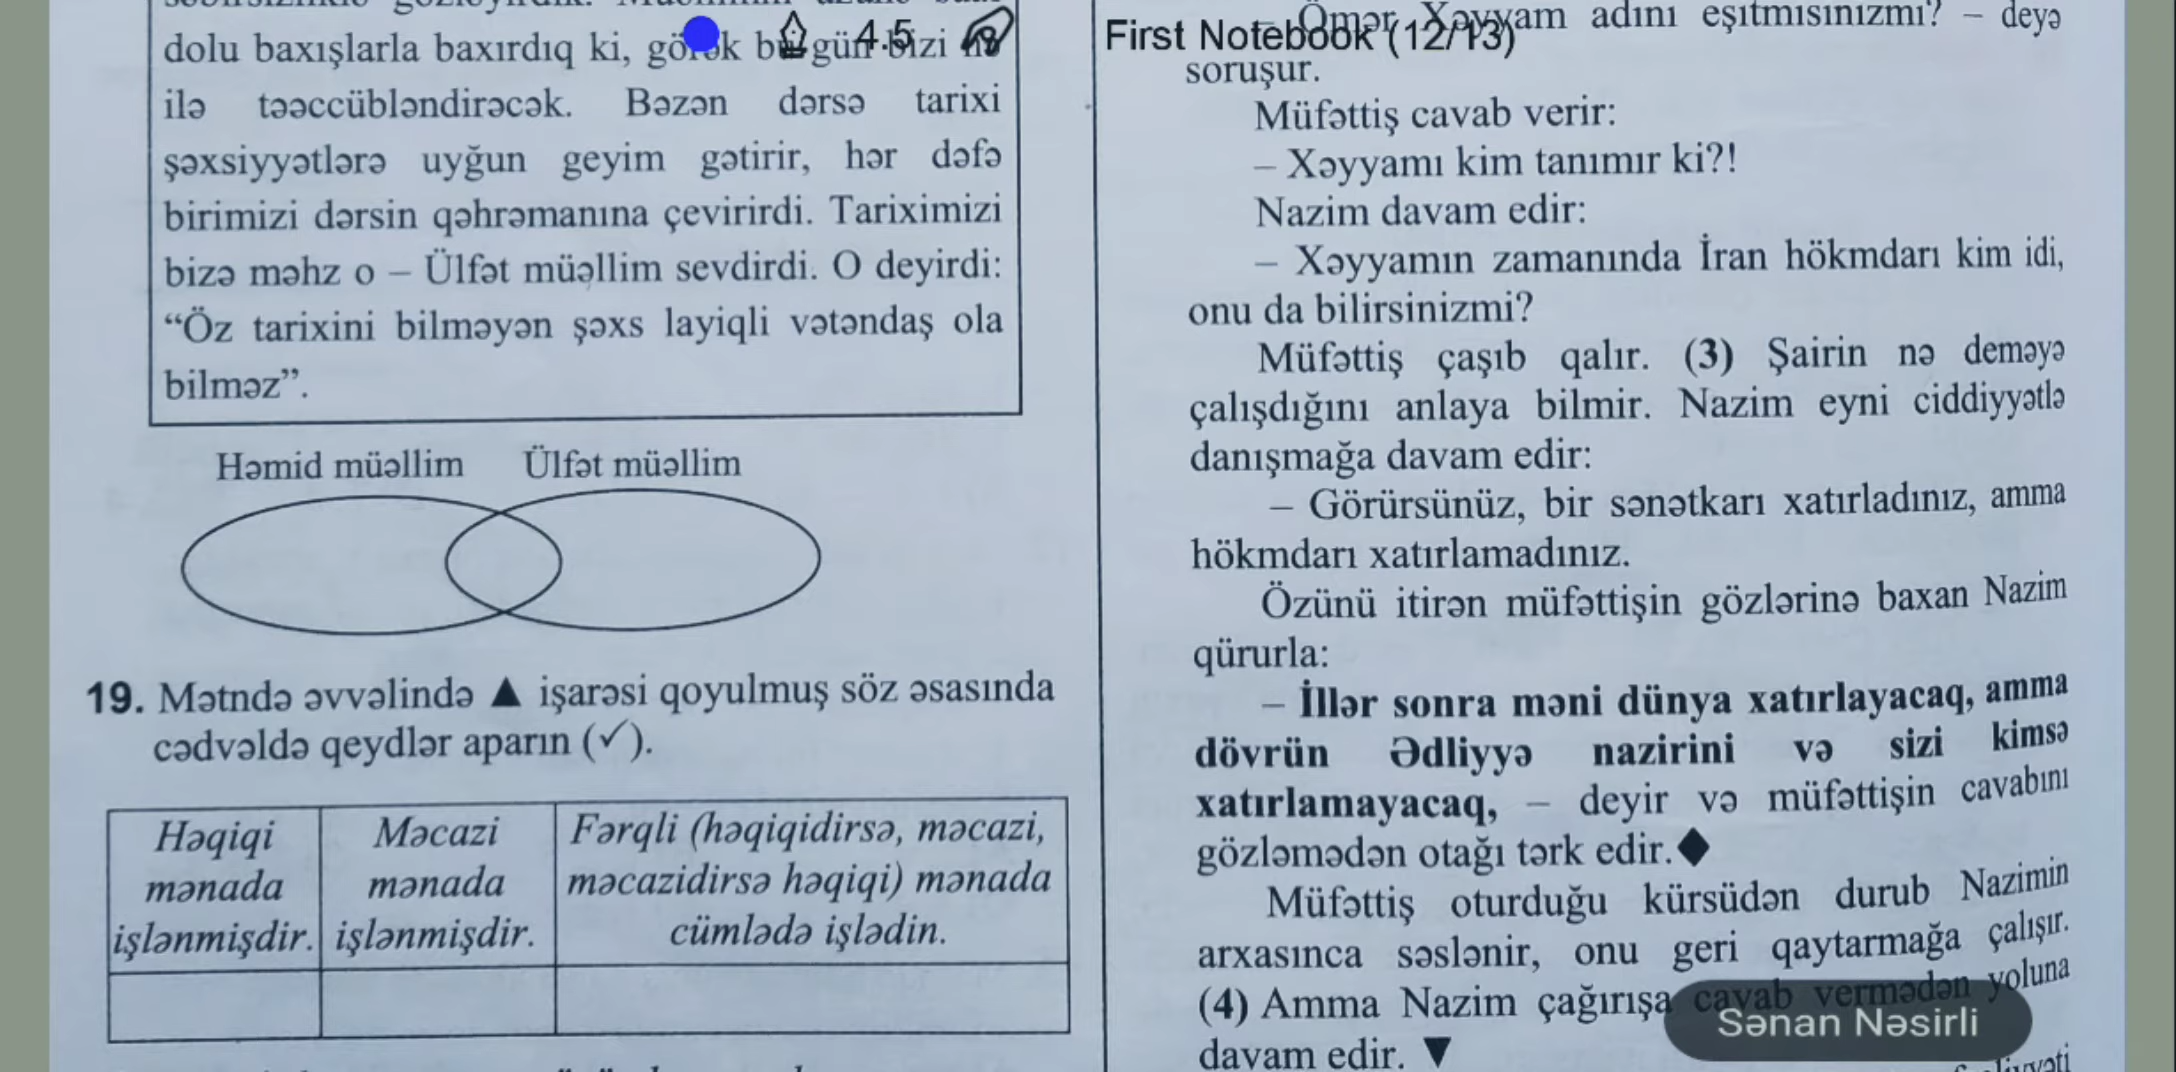 dolu baxışlarla baxırdıq ki, görək bu gün bizi nə
ilə təəccübləndirəcək. Bəzən dərsə tarixi
şəxsiyyətlərə uyğun geyim gətirir, hər dəfə
birimizi dərsin qəhrəmanına çevirirdi. Tariximizi
bizə məhz o – Ülfət müəllim sevdirdi. O deyirdi:
“Öz tarixini bilməyən şəxs layiqli vətəndaş ola
bilməz”.
Həmid müəllim Ülfət müəllim
19. Mətndə əvvəlində ▲ işarəsi qoyulmuş söz əsasında
cədvəldə qeydlər aparın (✓).
Həqiqi
mənada
işlənmişdir.
Məcazi
mənada
işlənmişdir.
Fərqli (həqiqidirsə, məcazi,
məcazidirsə həqiqi) mənada
cümlədə işlədin.
4.5
First Notebook (12/13)
– Ömər Xəyyam adını eşitmisinizmi? – deyə
soruşur.
Müfəttiş cavab verir:
– Xəyyamı kim tanımır ki?!
Nazim davam edir:
– Xəyyamın zamanında İran hökmdarı kim idi,
onu da bilirsinizmi?
Müfəttiş çaşıb qalır. (3) Şairin nə deməyə
çalışdığını anlaya bilmir. Nazim eyni ciddiyyətlə
danışmağa davam edir:
– Görürsünüz, bir sənətkarı xatırladınız, amma
hökmdarı xatırlamadınız.
Özünü itirən müfəttişin gözlərinə baxan Nazim
qürurla:
– İllər sonra məni dünya xatırlayacaq, amma
dövrün Ədliyyə nazirini və sizi kimsə
xatırlamayacaq, – deyir və müfəttişin cavabını
gözləmədən otağı tərk edir.◆
Müfəttiş oturduğu kürsüdən durub Nazimin
arxasınca səslənir, onu geri qaytarmağa çalışır.
(4) Amma Nazim çağırışa cavab vermədən yoluna
davam edir. ▼
Sənan Nəsirli